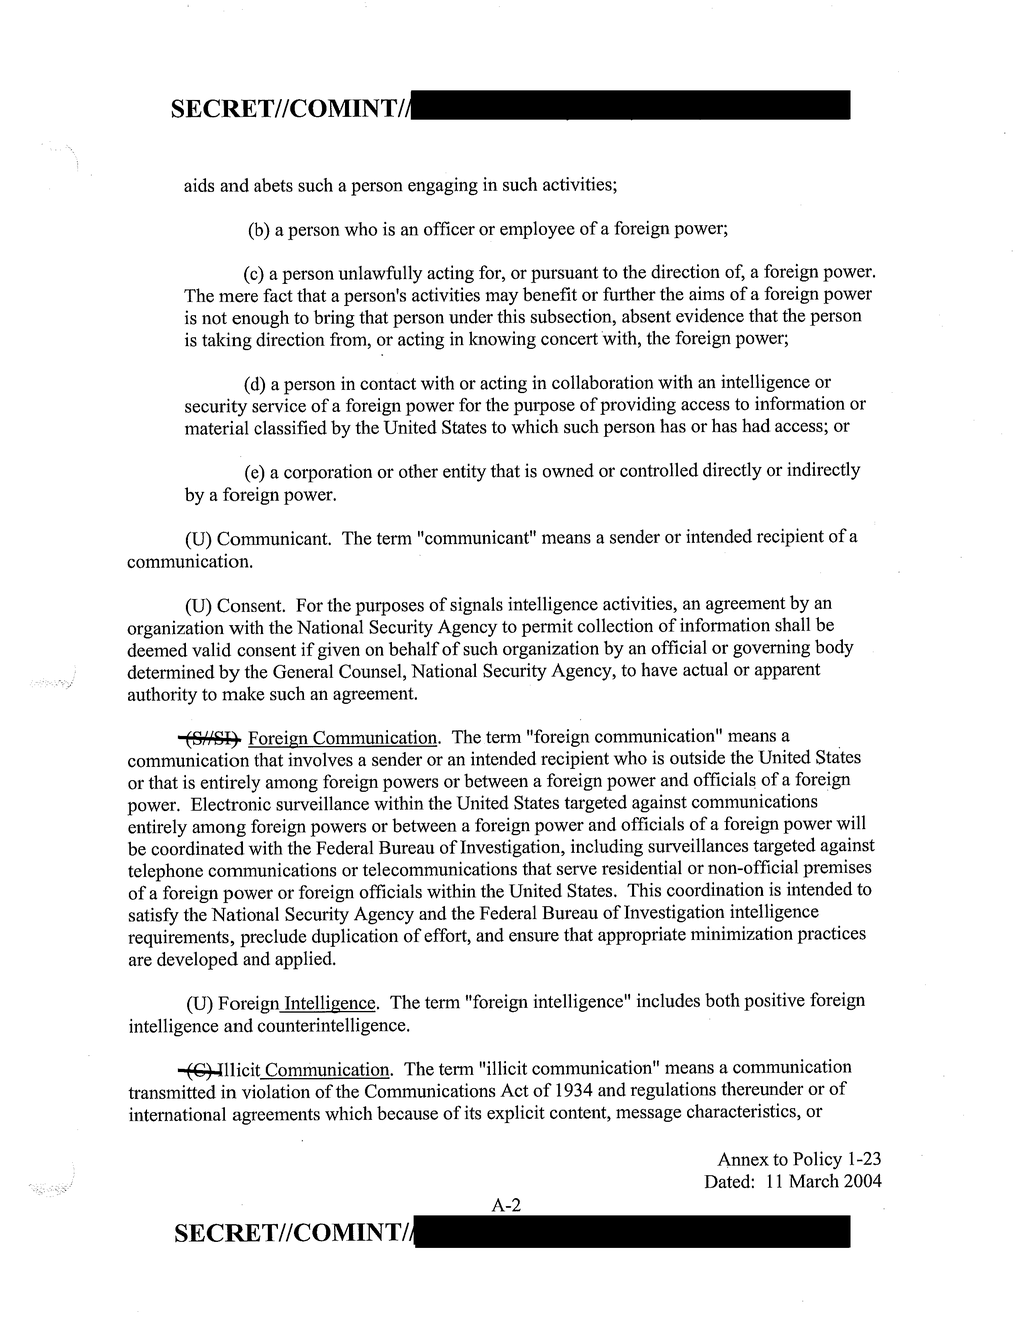 SECRET//COMINT//
aids and abets such a person engaging in such activities;
(b) a person who is an officer or employee of a foreign power;
(c) a person unlawfully acting for, or pursuant to the direction of, a foreign power.
The mere fact that a person's activities may benefit or further the aims of a foreign power
is not enough to bring that person under this subsection, absent evidence that the person
is taking direction from, or acting in knowing concert with, the foreign power;
(d) a person in contact with or acting in collaboration with an intelligence or
security service of a foreign power for the purpose of providing access to information or
material classified by the United States to which such person has or has had access; or
(e) a corporation or other entity that is owned or controlled directly or indirectly
by a foreign power.
(U) Communicant. The term "communicant" means a sender or intended recipient of a
communication.
(U) Consent. For the purposes of signals intelligence activities, an agreement by an
organization with the National Security Agency to permit collection of information shall be
deemed valid consent if given on behalf of such organization by an official or governing body
determined by the General Counsel, National Security Agency, to have actual or apparent
authority to make such an agreement.
(S//SI) Foreign Communication. The term "foreign communication" means a
communication that involves a sender or an intended recipient who is outside the United States
or that is entirely among foreign powers or between a foreign power and officials of a foreign
power. Electronic surveillance within the United States targeted against communications
entirely among foreign powers or between a foreign power and officials of a foreign power will
be coordinated with the Federal Bureau of Investigation, including surveillances targeted against
telephone communications or telecommunications that serve residential or non-official premises
of a foreign power or foreign officials within the United States. This coordination is intended to
satisfy the National Security Agency and the Federal Bureau of Investigation intelligence
requirements, preclude duplication of effort, and ensure that appropriate minimization practices
are developed and applied.
(U) Foreign Intelligence. The term "foreign intelligence" includes both positive foreign
intelligence and counterintelligence.
(C) Illicit Communication. The term "illicit communication" means a communication
transmitted in violation of the Communications Act of 1934 and regulations thereunder or of
international agreements which because of its explicit content, message characteristics, or
Annex to Policy 1-23
Dated: 11 March 2004
A-2
SECRET//COMINT//